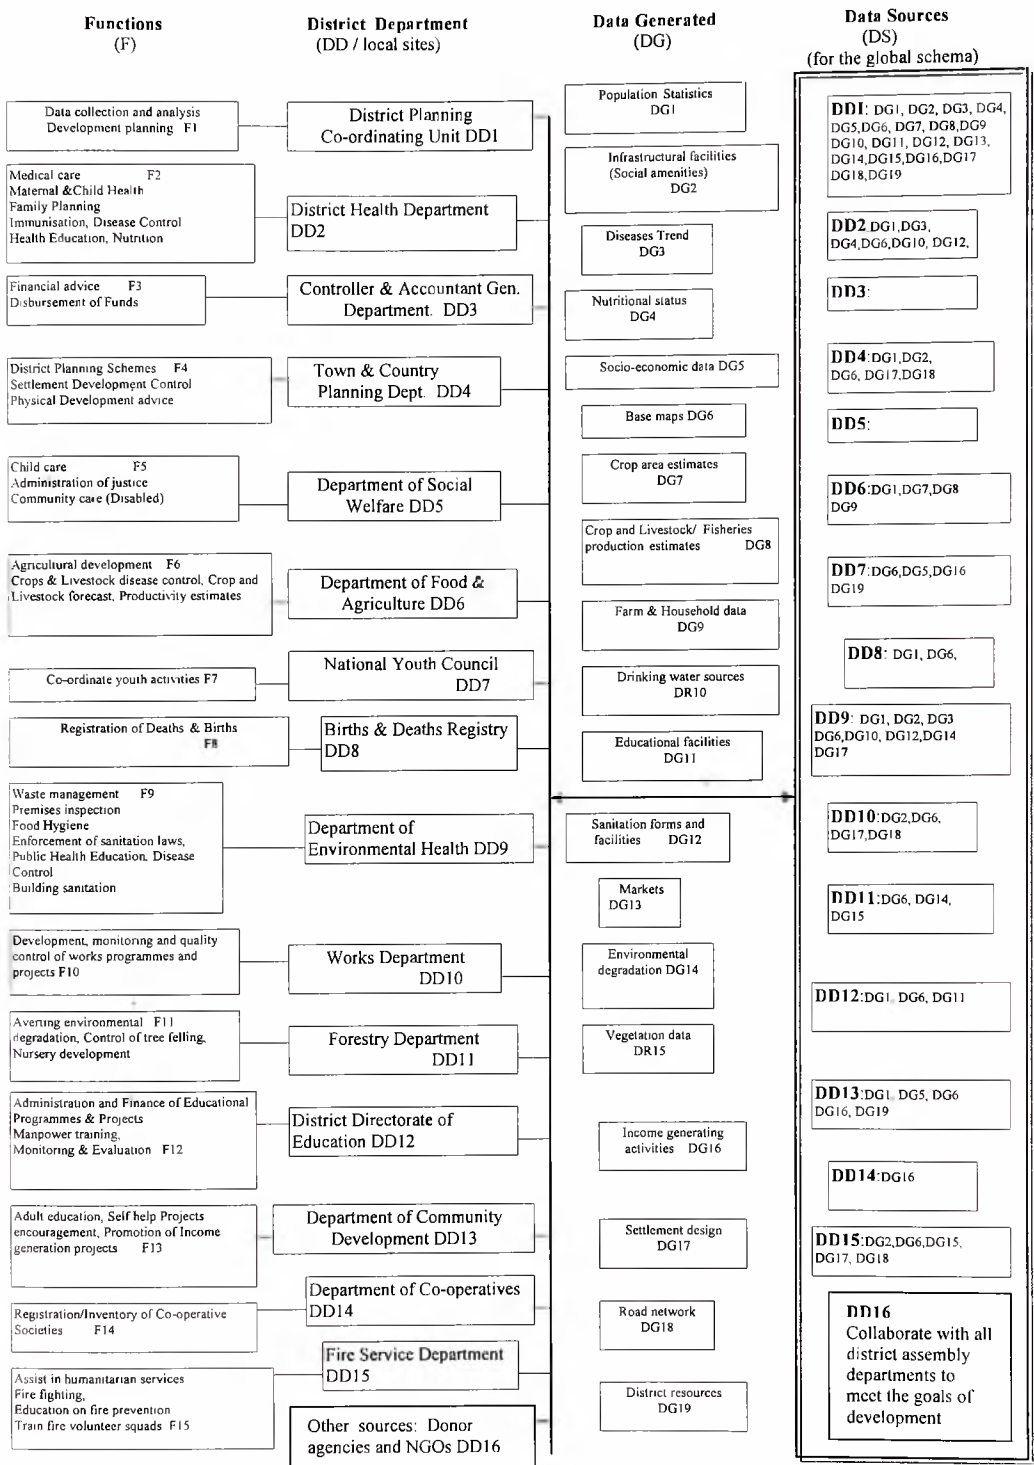 Functions
(F)
District Department
(DD / local sites)
Data Generated
(DG)
Data Sources
(DS)
(for the global schema)
Data collection and analysis
Development planning F1
Medical care F2
Maternal &Child Health
Family Planning
Immunisation, Disease Control
Health Education, Nutrition
Financial advice F3
Disbursement of Funds
District Planning Schemes F4
Settlement Development Control
Physical Development advice
Child care F5
Administration of justice
Community care (Disabled)
Agricultural development F6
Crops & Livestock disease control, Crop and
Livestock forecast, Productivity estimates
Co-ordinate youth activities F7
Registration of Deaths & Births
F8
Waste management F9
Premises inspection
Food Hygiene
Enforcement of sanitation laws,
Public Health Education, Disease
Control
Building sanitation
Development, monitoring and quality
control of works programmes and
projects F10
Averting environmental F11
degradation, Control of tree felling,
Nursery development
Administration and Finance of Educational
Programmes & Projects
Manpower training,
Monitoring & Evaluation F12
Adult education, Self help Projects
encouragement, Promotion of Income
generation projects F13
Registration/Inventory of Co-operative
Societies F14
Assist in humanitarian services
Fire fighting,
Education on fire prevention
Train fire volunteer squads F15
District Planning
Co-ordinating Unit DD1
District Health Department
DD2
Controller & Accountant Gen.
Department. DD3
Town & Country
Planning Dept. DD4
Department of Social
Welfare DD5
Department of Food &
Agriculture DD6
National Youth Council
DD7
Births & Deaths Registry
DD8
Department of
Environmental Health DD9
Works Department
DD10
Forestry Department
DD11
District Directorate of
Education DD12
Department of Community
Development DD13
Department of Co-operatives
DD14
Fire Service Department
DD15
Other sources: Donor
agencies and NGOs DD16
Population Statistics
DG1
Infrastructural facilities
(Social amenities)
DG2
Diseases Trend
DG3
Nutritional status
DG4
Socio-economic data DG5
Base maps DG6
Crop area estimates
DG7
Crop and Livestock/ Fisheries
production estimates DG8
Farm & Household data
DG9
Drinking water sources
DR10
Educational facilities
DG11
Sanitation forms and
facilities DG12
Markets
DG13
Environmental
degradation DG14
Vegetation data
DR15
Income generating
activities DG16
Settlement design
DG17
Road network
DG18
District resources
DG19
DD1: DG1, DG2, DG3, DG4,
DG5,DG6, DG7, DG8,DG9
DG10, DG11, DG12, DG13,
DG14,DG15,DG16,DG17
DG18,DG19
DD2 DG1,DG3,
DG4,DG6,DG10, DG12,
DD3:
DD4:DG1,DG2,
DG6, DG17,DG18
DD5:
DD6:DG1,DG7,DG8
DG9
DD7:DG6,DG5,DG16
DG19
DD8: DG1, DG6,
DD9: DG1, DG2, DG3
DG6,DG10, DG12,DG14
DG17
DD10:DG2,DG6,
DG17,DG18
DD11:DG6, DG14,
DG15
DD12:DG1, DG6, DG11
DD13:DG1, DG5, DG6
DG16, DG19
DD14:DG16
DD15:DG2,DG6,DG15,
DG17, DG18
DD16
Collaborate with all
district assembly
departments to
meet the goals of
development